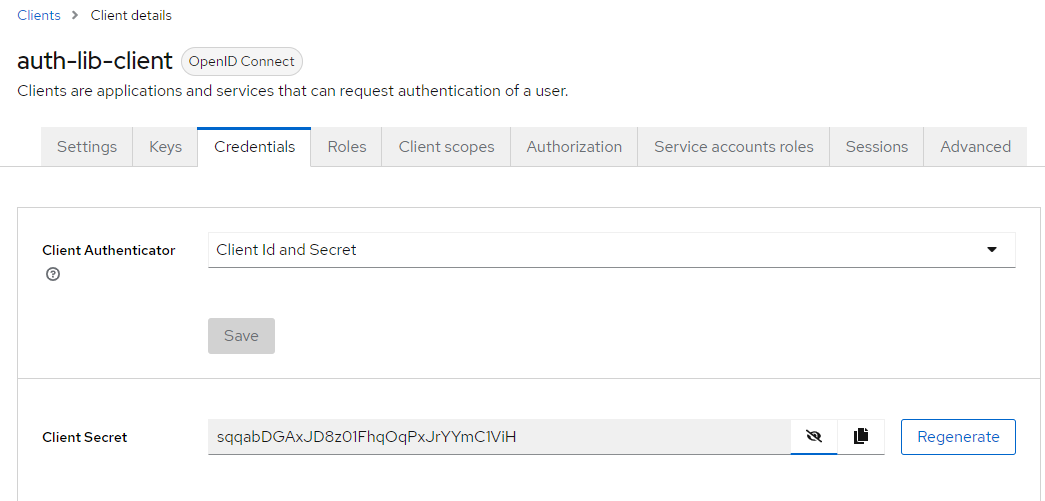 Clients > Client details
auth-lib-client OpenID Connect
Clients are applications and services that can request authentication of a user.
Settings Keys Credentials Roles Client scopes Authorization Service accounts roles Sessions Advanced
Client Authenticator Client Id and Secret
Save
Client Secret sqqabDGAxJD8z01FhqOqPxJrYYmC1ViH Regenerate